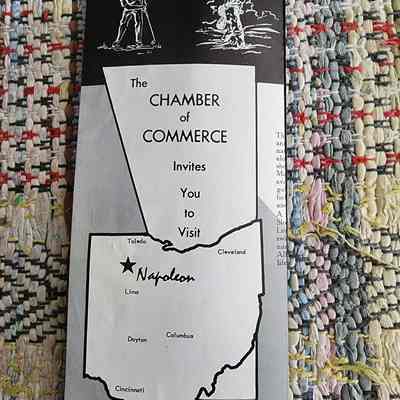 The
CHAMBER
of
COMMERCE
Invites
You
to
Visit
Toledo
Cleveland
Napoleon
Lima
Dayton
Columbus
Cincinnati